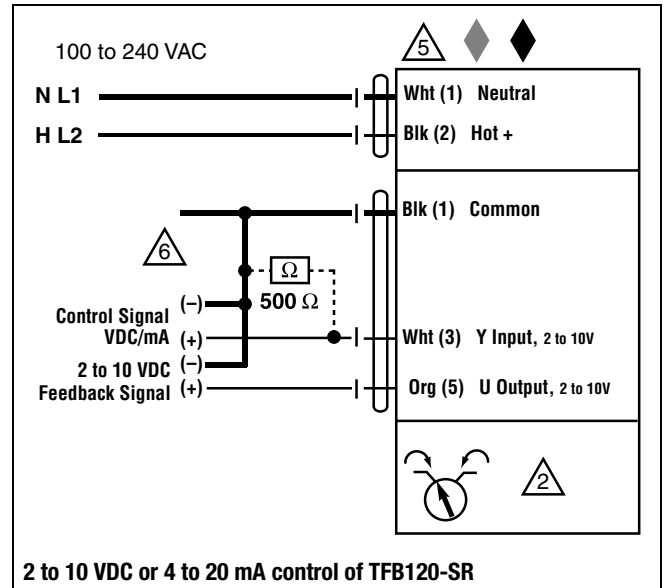 100 to 240 VAC
5
N L1
Wht (1) Neutral
H L2
Blk (2) Hot +
Blk (1) Common
6
Ω
500 Ω
(–)
Control Signal
VDC/mA (+)
Wht (3) Y Input, 2 to 10V
2 to 10 VDC (–)
Feedback Signal (+)
Org (5) U Output, 2 to 10V
2
2 to 10 VDC or 4 to 20 mA control of TFB120-SR